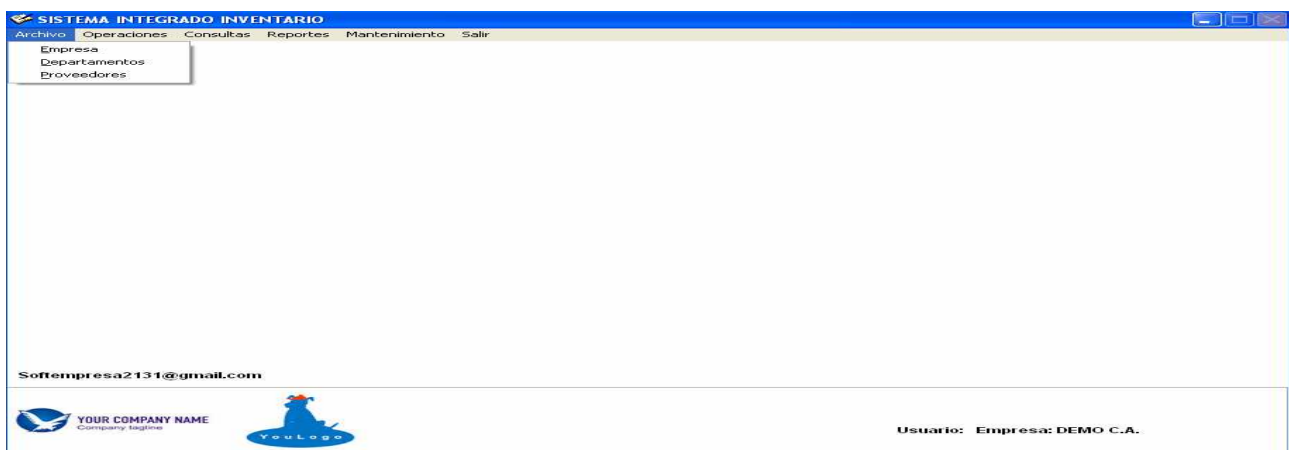 SISTEMA INTEGRADO INVENTARIO
Archivo Operaciones Consultas Reportes Mantenimiento Salir
Empresa
Departamentos
Proveedores
Softempresa2131@gmail.com
YOUR COMPANY NAME
Company tagline
YouLogo
Usuario: Empresa: DEMO C.A.